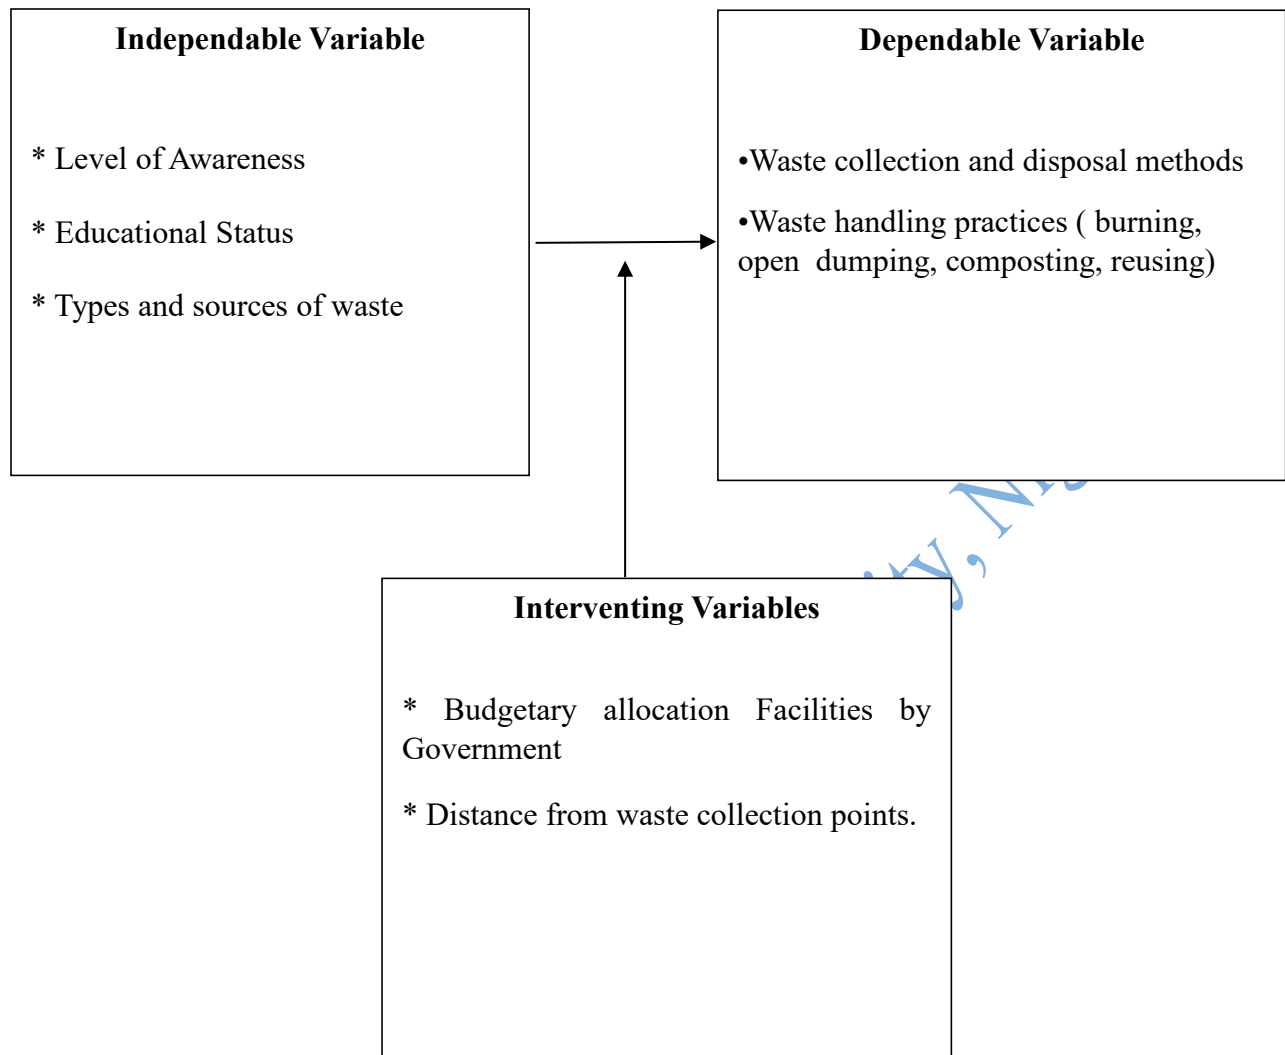 Independable Variable
* Level of Awareness
* Educational Status
* Types and sources of waste
Dependable Variable
•Waste collection and disposal methods
•Waste handling practices ( burning,
open dumping, composting, reusing)
Interventing Variables
* Budgetary allocation Facilities by
Government
* Distance from waste collection points.